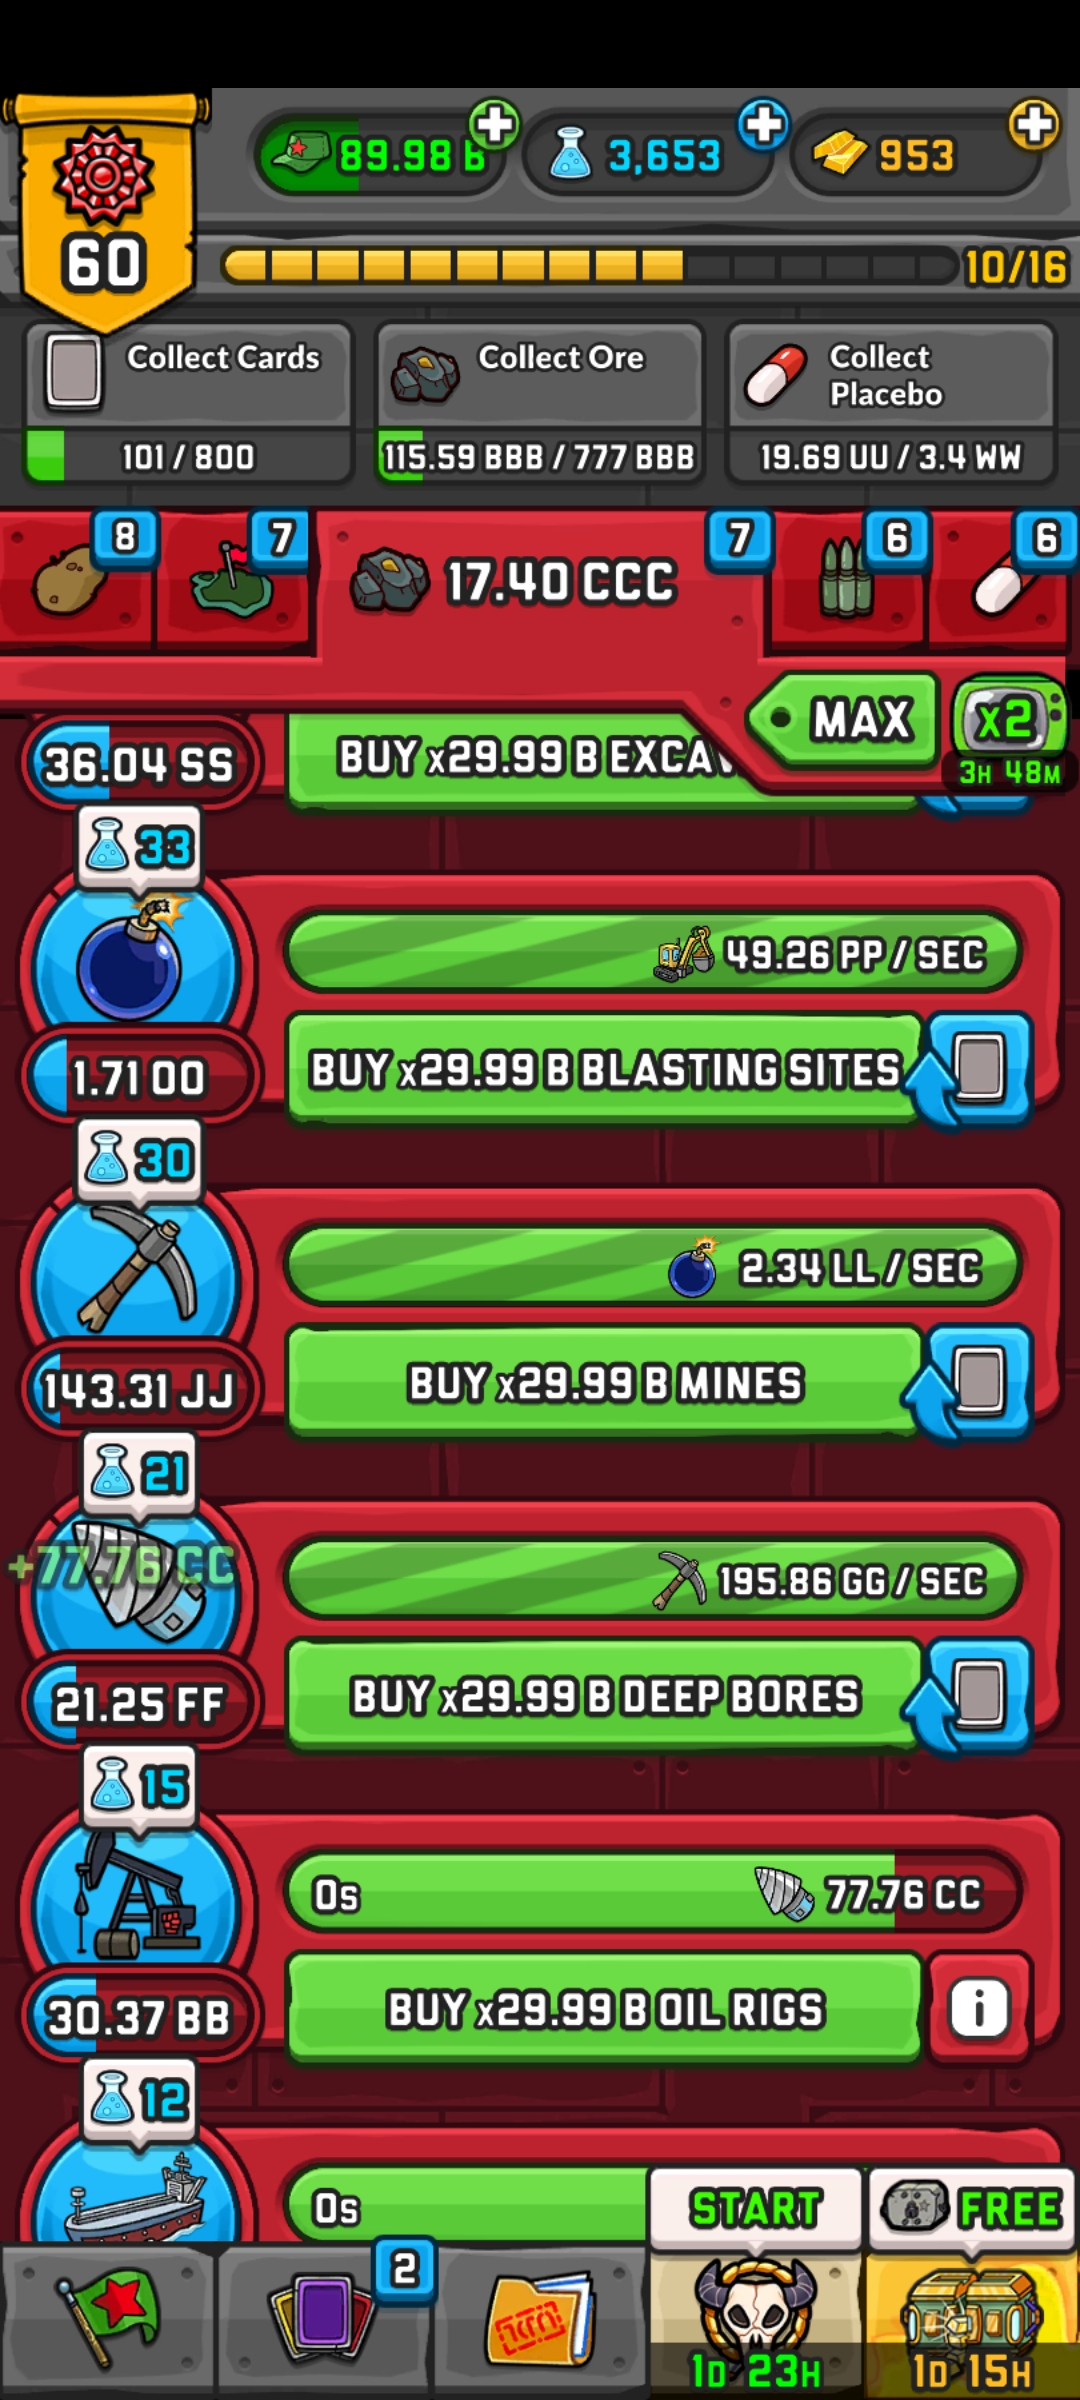 89.98 B
3,653
953
60
10/16
Collect Cards
101 / 800
Collect Ore
115.59 BBB / 777 BBB
Collect
Placebo
19.69 UU / 3.4 WW
8
7
17.40 CCC
7
6
6
MAX
x2
3H 48M
36.04 SS
BUY x29.99 B EXCAV
33
49.26 PP / SEC
1.71 OO
BUY x29.99 B BLASTING SITES
30
2.34 LL / SEC
143.31 JJ
BUY x29.99 B MINES
21
+77.76 CC
195.86 GG / SEC
21.25 FF
BUY x29.99 B DEEP BORES
15
0s
77.76 CC
30.37 BB
BUY x29.99 B OIL RIGS
i
12
0s
START
FREE
2
1D 23H
1D 15H